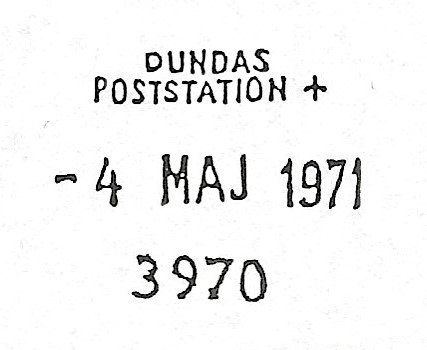 DUNDAS
POSTSTATION +
- 4 MAJ 1971
3970